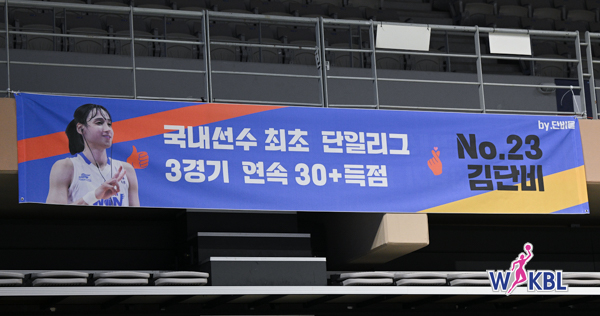 국내선수 최초 단일리그
3경기 연속 30+득점
by.단비몰
No.23
김단비
WKBL